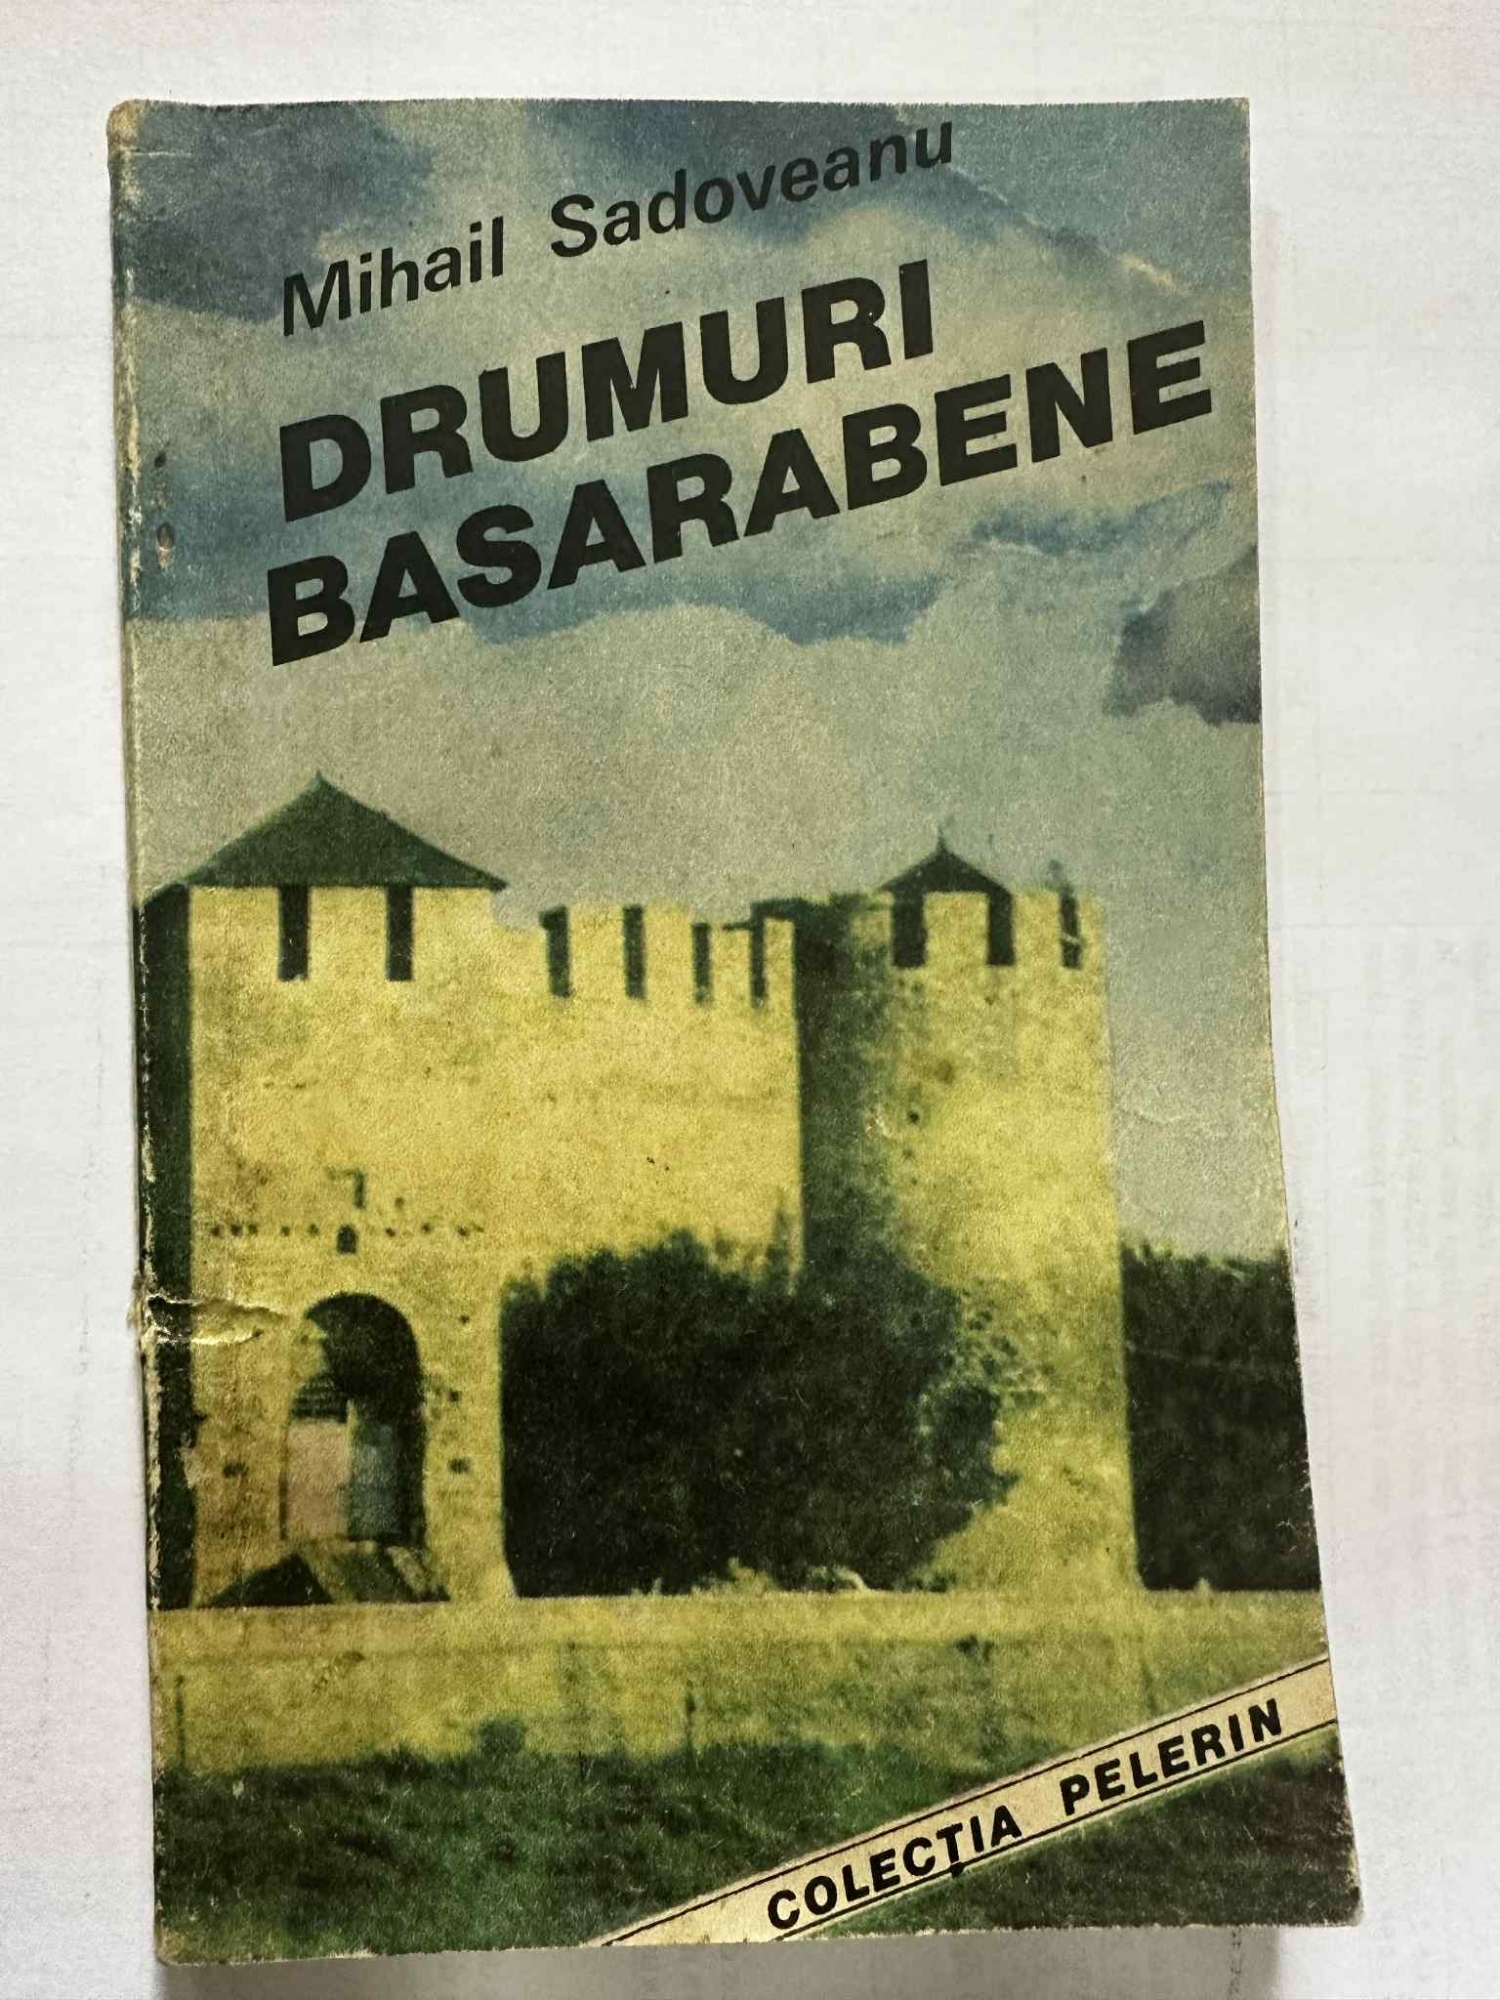 Mihail Sadoveanu
DRUMURI
BASARABENE
COLECȚIA PELERIN